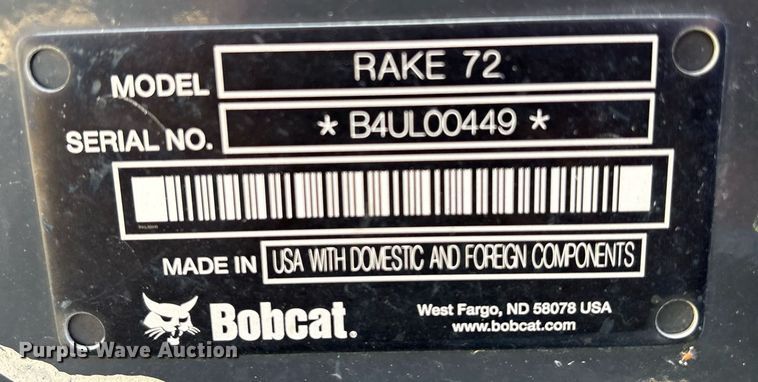 MODEL RAKE 72
SERIAL NO. * B4UL00449 *
MADE IN USA WITH DOMESTIC AND FOREIGN COMPONENTS
Bobcat.
West Fargo, ND 58078 USA
www.bobcat.com
Purple Wave Auction